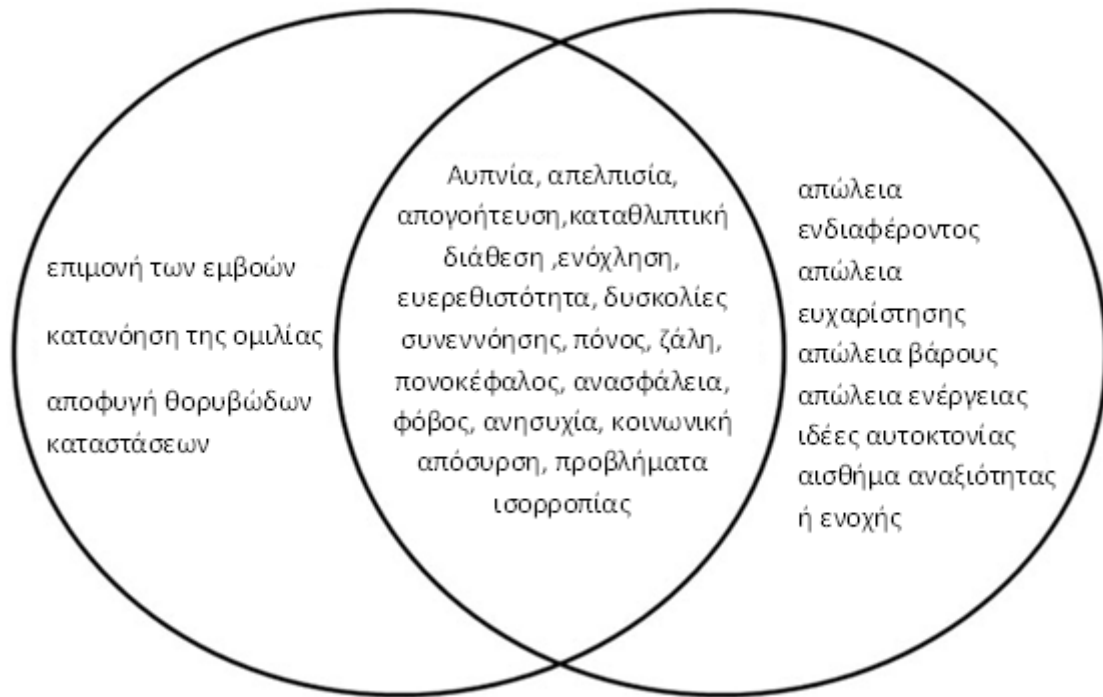 επιμονή των εμβοών
κατανόηση της ομιλίας
αποφυγή θορυβώδων
καταστάσεων
Αυπνία, απελπισία,
απογοήτευση,καταθλιπτική
διάθεση ,ενόχληση,
ευερεθιστότητα, δυσκολίες
συνεννόησης, πόνος, ζάλη,
πονοκέφαλος, ανασφάλεια,
φόβος, ανησυχία, κοινωνική
απόσυρση, προβλήματα
ισορροπίας
απώλεια
ενδιαφέροντος
απώλεια
ευχαρίστησης
απώλεια βάρους
απώλεια ενέργειας
ιδέες αυτοκτονίας
αισθήμα αναξιότητας
ή ενοχής